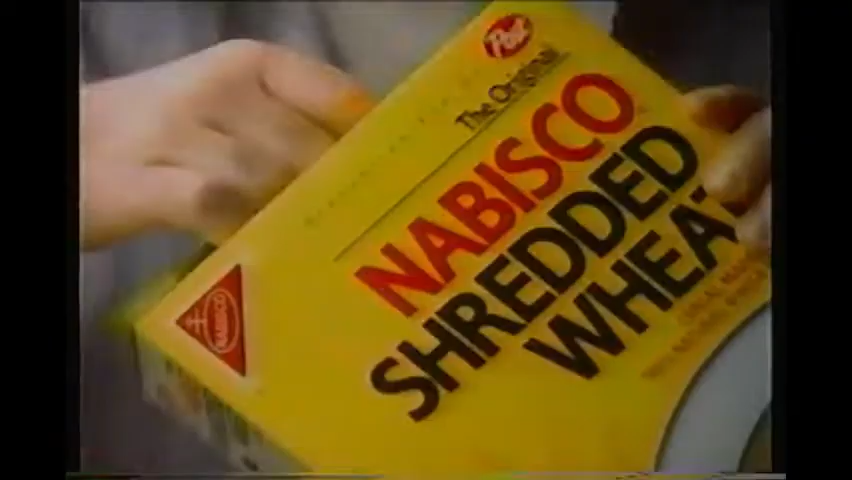 Post
The Original
NABISCO
SHREDDED
WHEAT
NABISCO